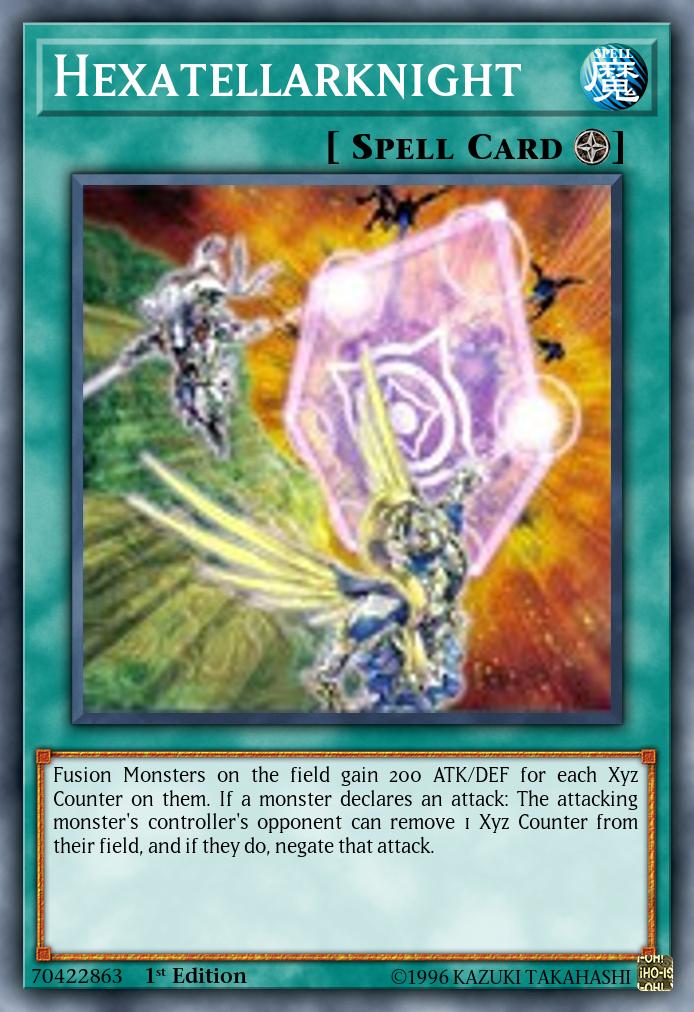 HEXATELLARKNIGHT
SPELL
魔
[ SPELL CARD ]
Fusion Monsters on the field gain 200 ATK/DEF for each Xyz
Counter on them. If a monster declares an attack: The attacking
monster's controller's opponent can remove 1 Xyz Counter from
their field, and if they do, negate that attack.
70422863 1st Edition ©1996 KAZUKI TAKAHASHI